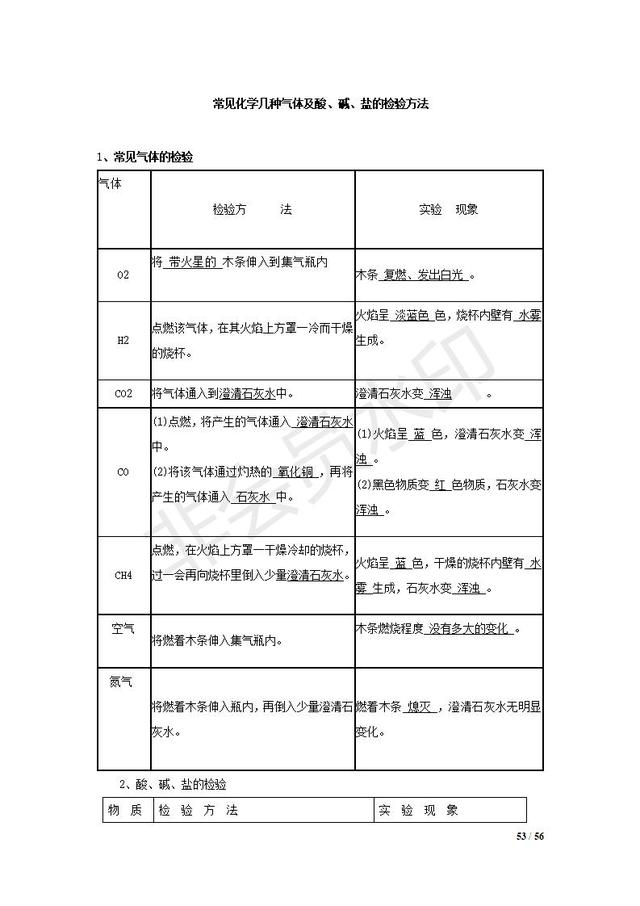 常见化学几种气体及酸、碱、盐的检验方法
1、常见气体的检验
气体
检验方 法
实验 现象
O2
将 带火星的 木条伸入到集气瓶内
木条 复燃、发出白光 。
H2
点燃该气体，在其火焰上方罩一冷而干燥
的烧杯。
火焰呈 淡蓝色 色，烧杯内壁有 水雾
生成。
CO2
将气体通入到澄清石灰水中。
澄清石灰水变 浑浊 。
CO
(1)点燃，将产生的气体通入 澄清石灰水
中。
(2)将该气体通过灼热的 氧化铜 ，再将
产生的气体通入 石灰水 中。
(1)火焰呈 蓝 色，澄清石灰水变 浑
浊 。
(2)黑色物质变 红 色物质，石灰水变
浑浊 。
CH4
点燃，在火焰上方罩一干燥冷却的烧杯，
过一会再向烧杯里倒入少量澄清石灰水。
火焰呈 蓝 色，干燥的烧杯内壁有 水
雾 生成，石灰水变 浑浊 。
空气
将燃着木条伸入集气瓶内。
木条燃烧程度 没有多大的变化 。
氮气
将燃着木条伸入瓶内，再倒入少量澄清石
灰水。
燃着木条 熄灭 ，澄清石灰水无明显
变化。
2、酸、碱、盐的检验
物 质
检 验 方 法
实 验 现 象
53 / 56
非会员水印